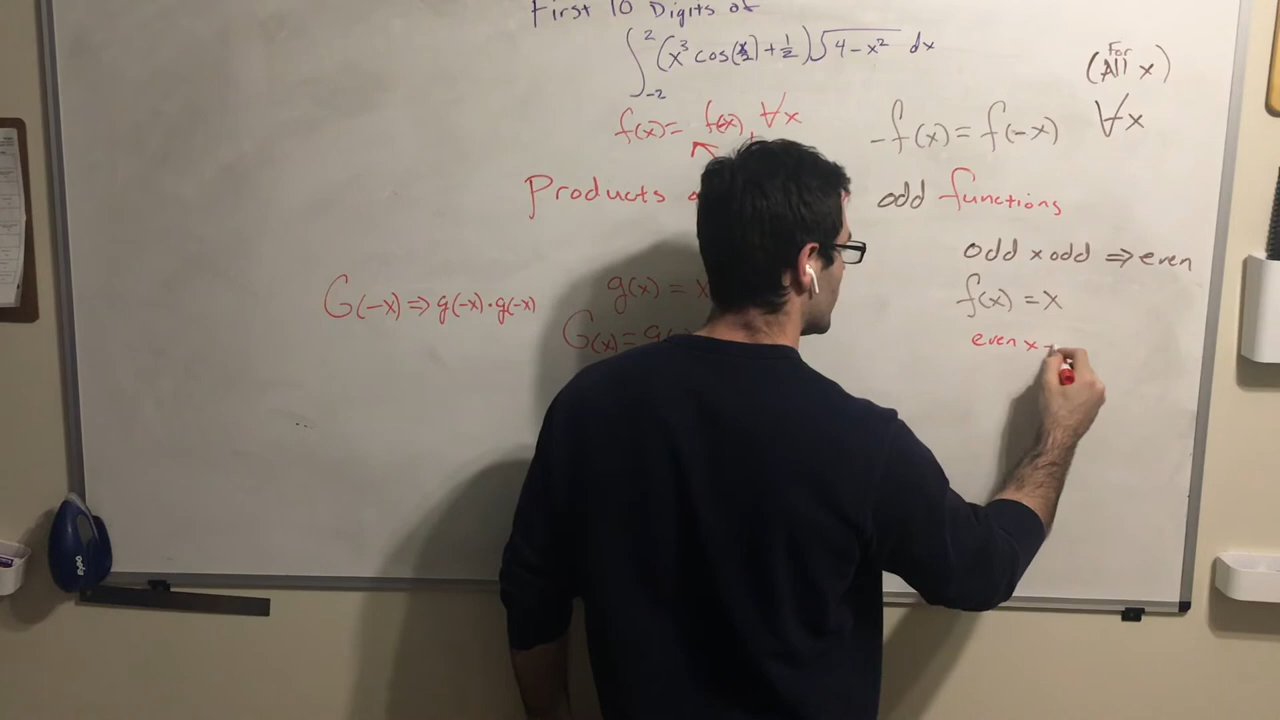 First 10 Digits of
∫_{-2}^{2} (x³ cos(x/2) + 1/2) √(4 - x²) dx
(For All x)
f(x) = f(x), ∀x
-f(x) = f(-x) ∀x
Products odd functions
odd x odd ⇒ even
g(x) = x
f(x) = x
G(-x) ⇒ g(-x) · g(-x)
G(x) = g
even x
expo